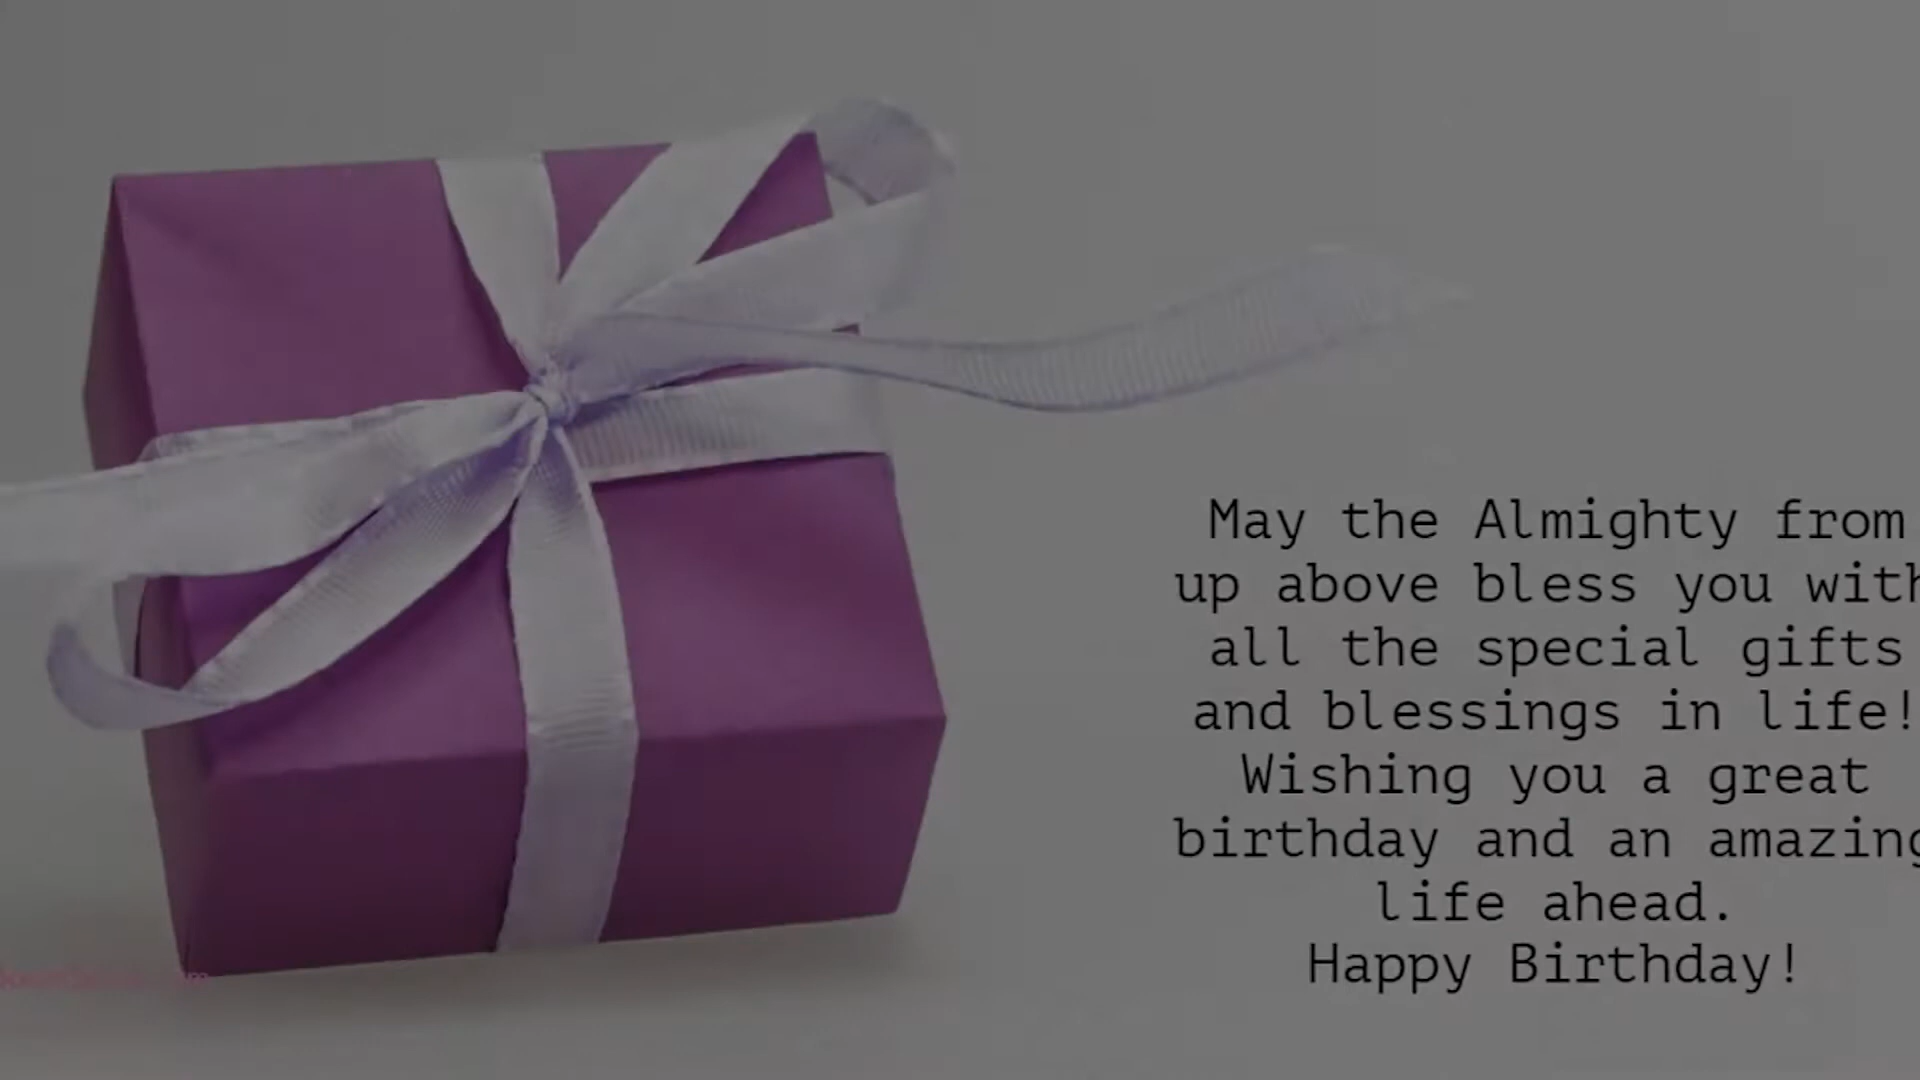 May the Almighty from
up above bless you with
all the special gifts
and blessings in life!
Wishing you a great
birthday and an amazing
life ahead.
Happy Birthday!